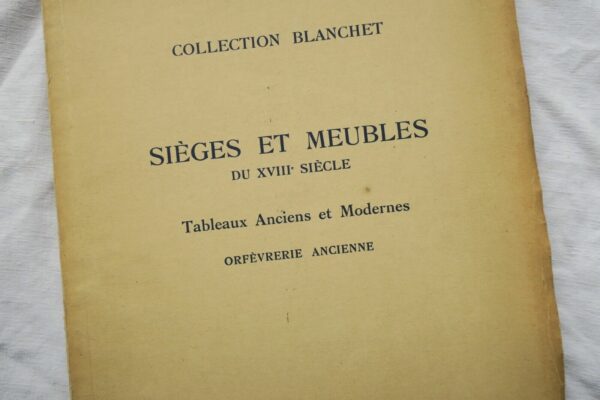 COLLECTION BLANCHET
SIÈGES ET MEUBLES
DU XVIIIᵉ SIÈCLE
Tableaux Anciens et Modernes
ORFÈVRERIE ANCIENNE